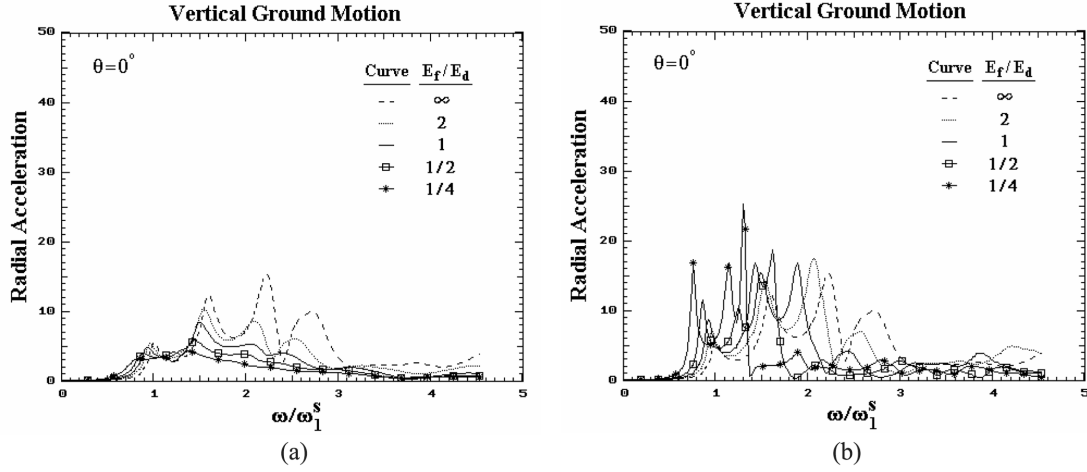 Vertical Ground Motion
50
40
30
20
10
0
Radial Acceleration
θ=0°
Curve E_f/E_d
∞
2
1
1/2
1/4
0 1 2 3 4 5
ω/ω₁ˢ
(a)
Vertical Ground Motion
50
40
30
20
10
0
Radial Acceleration
θ=0°
Curve E_f/E_d
∞
2
1
1/2
1/4
0 1 2 3 4 5
ω/ω₁ˢ
(b)